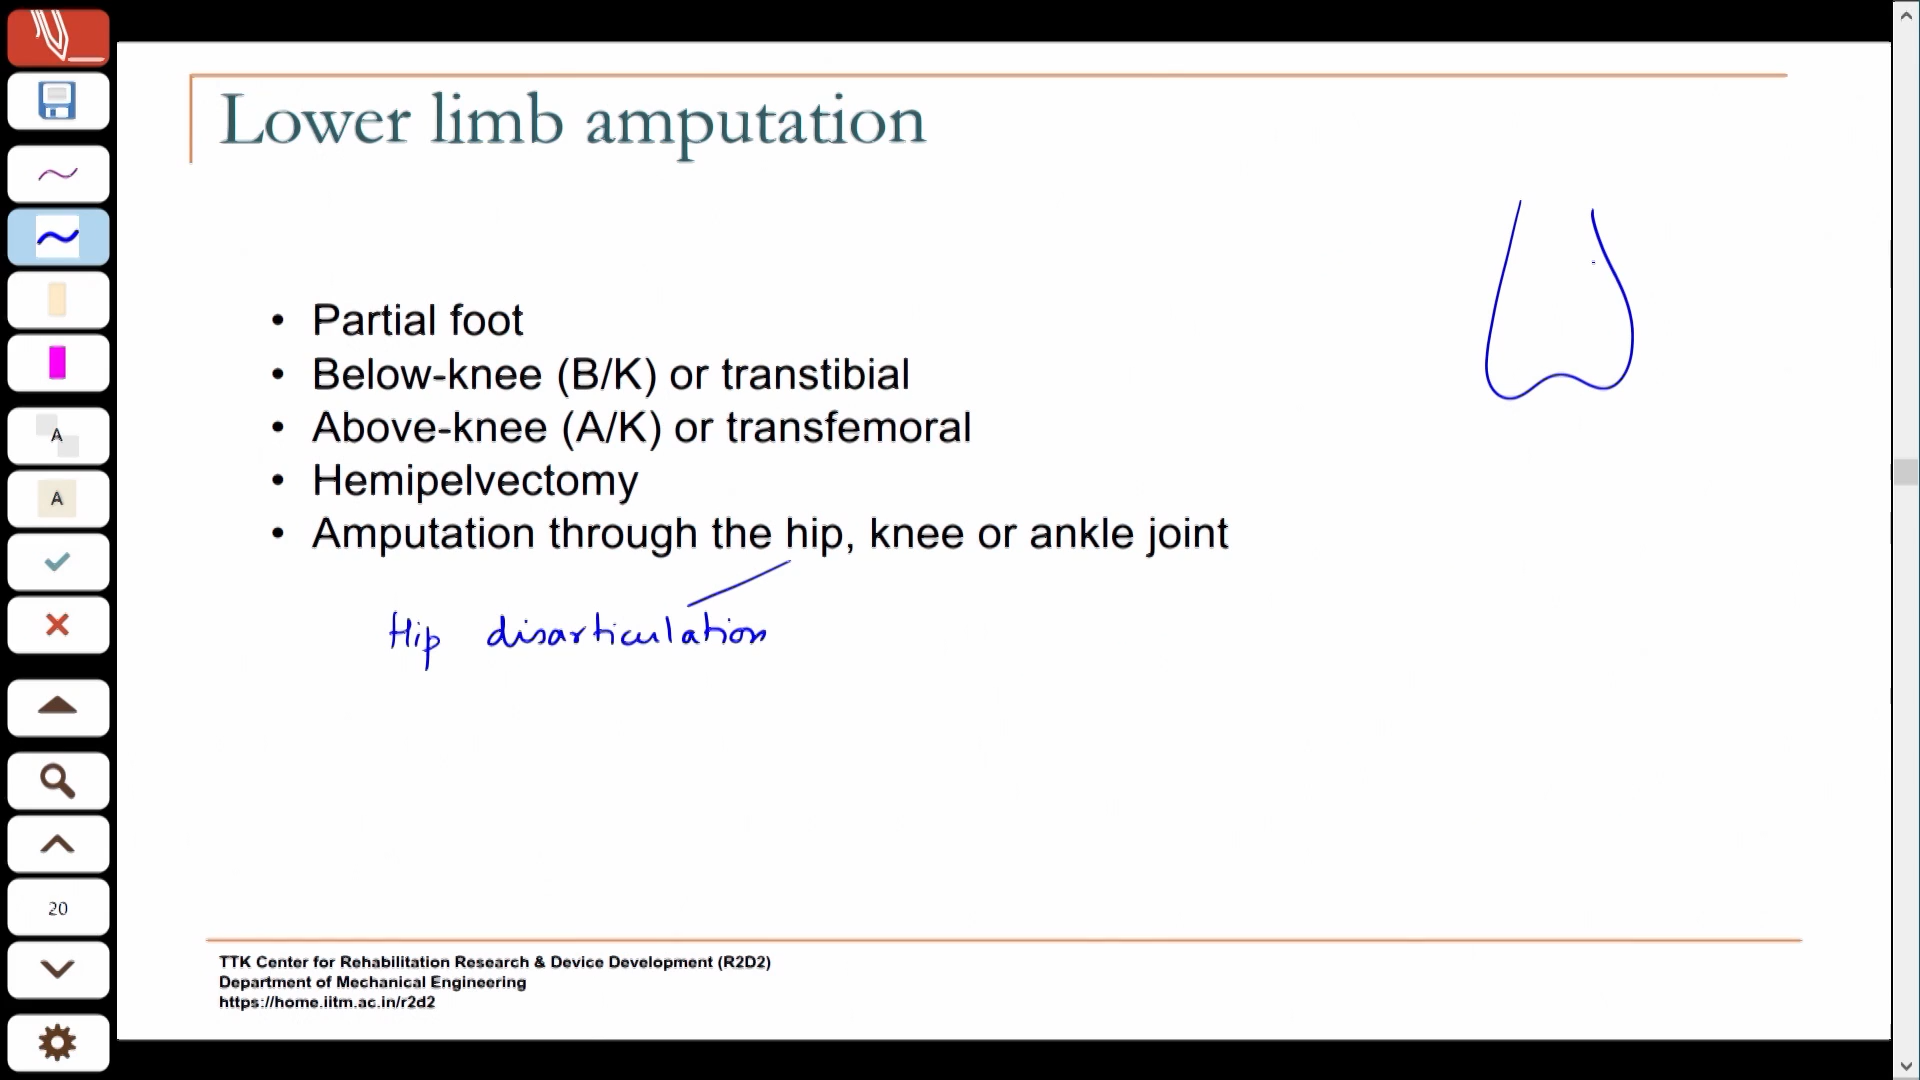 Lower limb amputation
• Partial foot
• Below-knee (B/K) or transtibial
• Above-knee (A/K) or transfemoral
• Hemipelvectomy
• Amputation through the hip, knee or ankle joint
Hip disarticulation
A
A
20
TTK Center for Rehabilitation Research & Device Development (R2D2)
Department of Mechanical Engineering
https://home.iitm.ac.in/r2d2